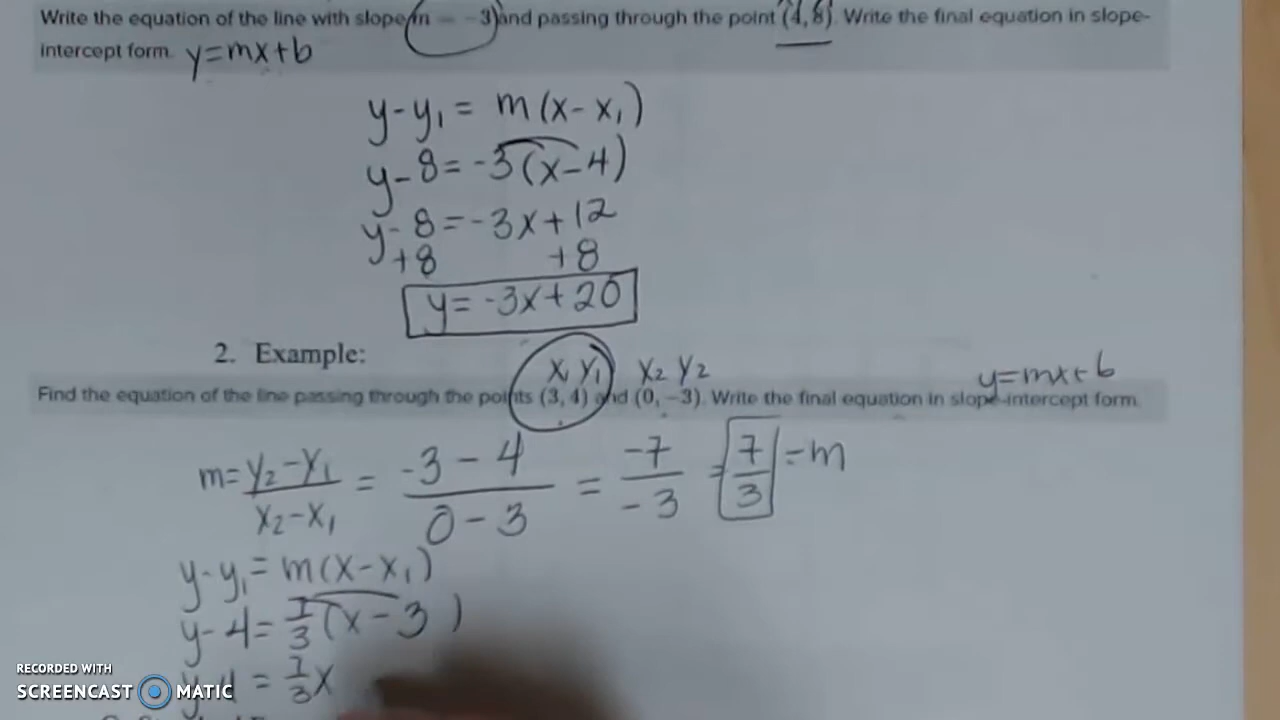 Write the equation of the line with slope m = -3 and passing through the point (4, 8). Write the final equation in slope-
intercept form. y=mx+b
y-y₁ = m(x-x₁)
y-8=-3(x-4)
y-8=-3x+12
+8 +8
y=-3x+20
2. Example:
x₁ y₁ x₂ y₂ y=mx+b
Find the equation of the line passing through the points (3, 4) and (0, -3). Write the final equation in slope-intercept form.
m= y₂-y₁ / x₂-x₁ = -3-4 / 0-3 = -7 / -3 = 7/3 = m
y-y₁=m(x-x₁)
y-4=7/3(x-3)
y-4=7/3x
RECORDED WITH
SCREENCAST MATIC